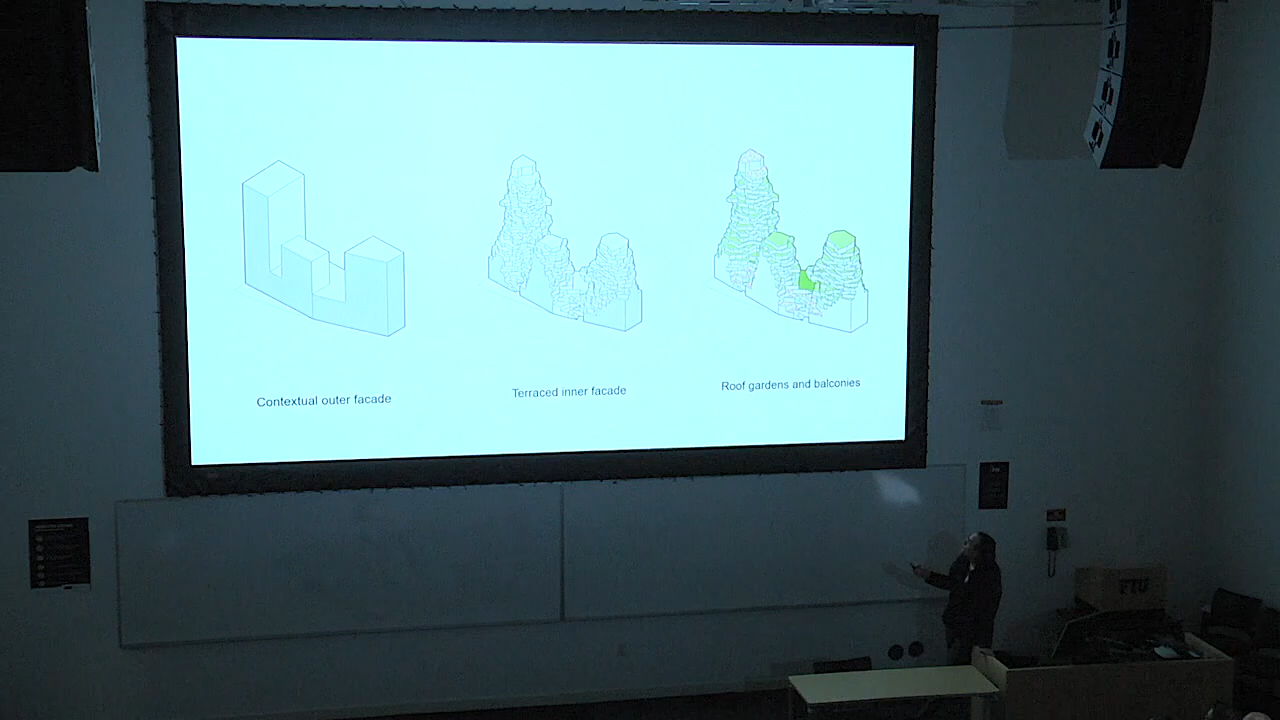 Contextual outer facade
Terraced inner facade
Roof gardens and balconies
FIU